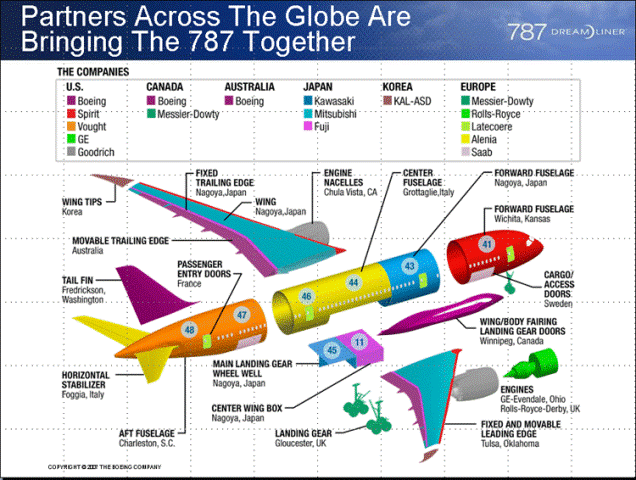 Partners Across The Globe Are
Bringing The 787 Together
787 DREAMLINER
THE COMPANIES
U.S.
Boeing
Spirit
Vought
GE
Goodrich
CANADA
Boeing
Messier-Dowty
AUSTRALIA
Boeing
JAPAN
Kawasaki
Mitsubishi
Fuji
KOREA
KAL-ASD
EUROPE
Messier-Dowty
Rolls-Royce
Latecoere
Alenia
Saab
WING TIPS
Korea
FIXED
TRAILING EDGE
Nagoya,Japan
WING
Nagoya,Japan
ENGINE
NACELLES
Chula Vista, CA
CENTER
FUSELAGE
Grottaglie,Italy
FORWARD FUSELAGE
Nagoya, Japan
FORWARD FUSELAGE
Wichita, Kansas
MOVABLE TRAILING EDGE
Australia
PASSENGER
ENTRY DOORS
France
TAIL FIN
Fredrickson,
Washington
41
43
44
46
47
48
CARGO/
ACCESS
DOORS
Sweden
WING/BODY FAIRING
LANDING GEAR DOORS
Winnipeg, Canada
11
45
MAIN LANDING GEAR
WHEEL WELL
Nagoya, Japan
HORIZONTAL
STABILIZER
Foggia, Italy
CENTER WING BOX
Nagoya, Japan
ENGINES
GE-Evendale, Ohio
Rolls-Royce-Derby, UK
AFT FUSELAGE
Charleston, S.C.
LANDING GEAR
Gloucester, UK
FIXED AND MOVABLE
LEADING EDGE
Tulsa, Oklahoma
COPYRIGHT © 2007 THE BOEING COMPANY